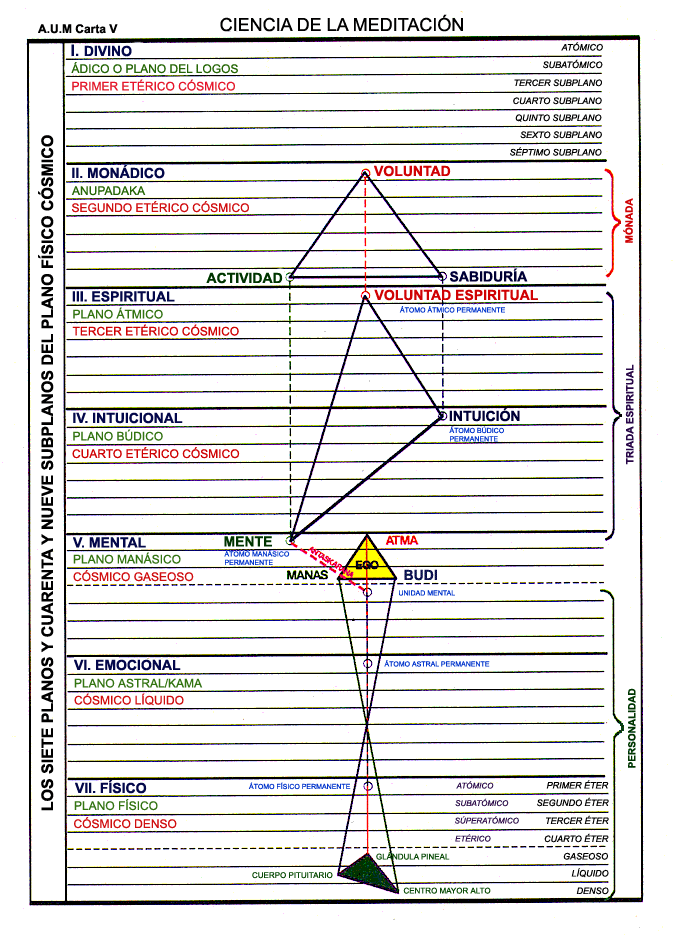 A.U.M Carta V
CIENCIA DE LA MEDITACIÓN
LOS SIETE PLANOS Y CUARENTA Y NUEVE SUBPLANOS DEL PLANO FÍSICO CÓSMICO
I. DIVINO
ATÓMICO
ÁDICO O PLANO DEL LOGOS
SUBATÓMICO
PRIMER ETÉRICO CÓSMICO
TERCER SUBPLANO
CUARTO SUBPLANO
QUINTO SUBPLANO
SEXTO SUBPLANO
SÉPTIMO SUBPLANO
II. MONÁDICO
VOLUNTAD
ANUPADAKA
SEGUNDO ETÉRICO CÓSMICO
MÓNADA
ACTIVIDAD
SABIDURÍA
III. ESPIRITUAL
VOLUNTAD ESPIRITUAL
PLANO ÁTMICO
ÁTOMO ÁTMICO PERMANENTE
TERCER ETÉRICO CÓSMICO
TRIADA ESPIRITUAL
IV. INTUICIONAL
INTUICIÓN
PLANO BÚDICO
ÁTOMO BÚDICO
PERMANENTE
CUARTO ETÉRICO CÓSMICO
V. MENTAL
MENTE
ATMA
PLANO MANÁSICO
ÁTOMO MANÁSICO
PERMANENTE
ANTASKARANA
EGO
CÓSMICO GASEOSO
MANAS
BUDI
UNIDAD MENTAL
VI. EMOCIONAL
ÁTOMO ASTRAL PERMANENTE
PLANO ASTRAL/KAMA
CÓSMICO LÍQUIDO
PERSONALIDAD
VII. FÍSICO
ÁTOMO FÍSICO PERMANENTE
ATÓMICO
PRIMER ÉTER
PLANO FÍSICO
SUBATÓMICO
SEGUNDO ÉTER
CÓSMICO DENSO
SÚPERATÓMICO
TERCER ÉTER
ETÉRICO
CUARTO ÉTER
GLÁNDULA PINEAL
GASEOSO
CUERPO PITUITARIO
LÍQUIDO
CENTRO MAYOR ALTO
DENSO